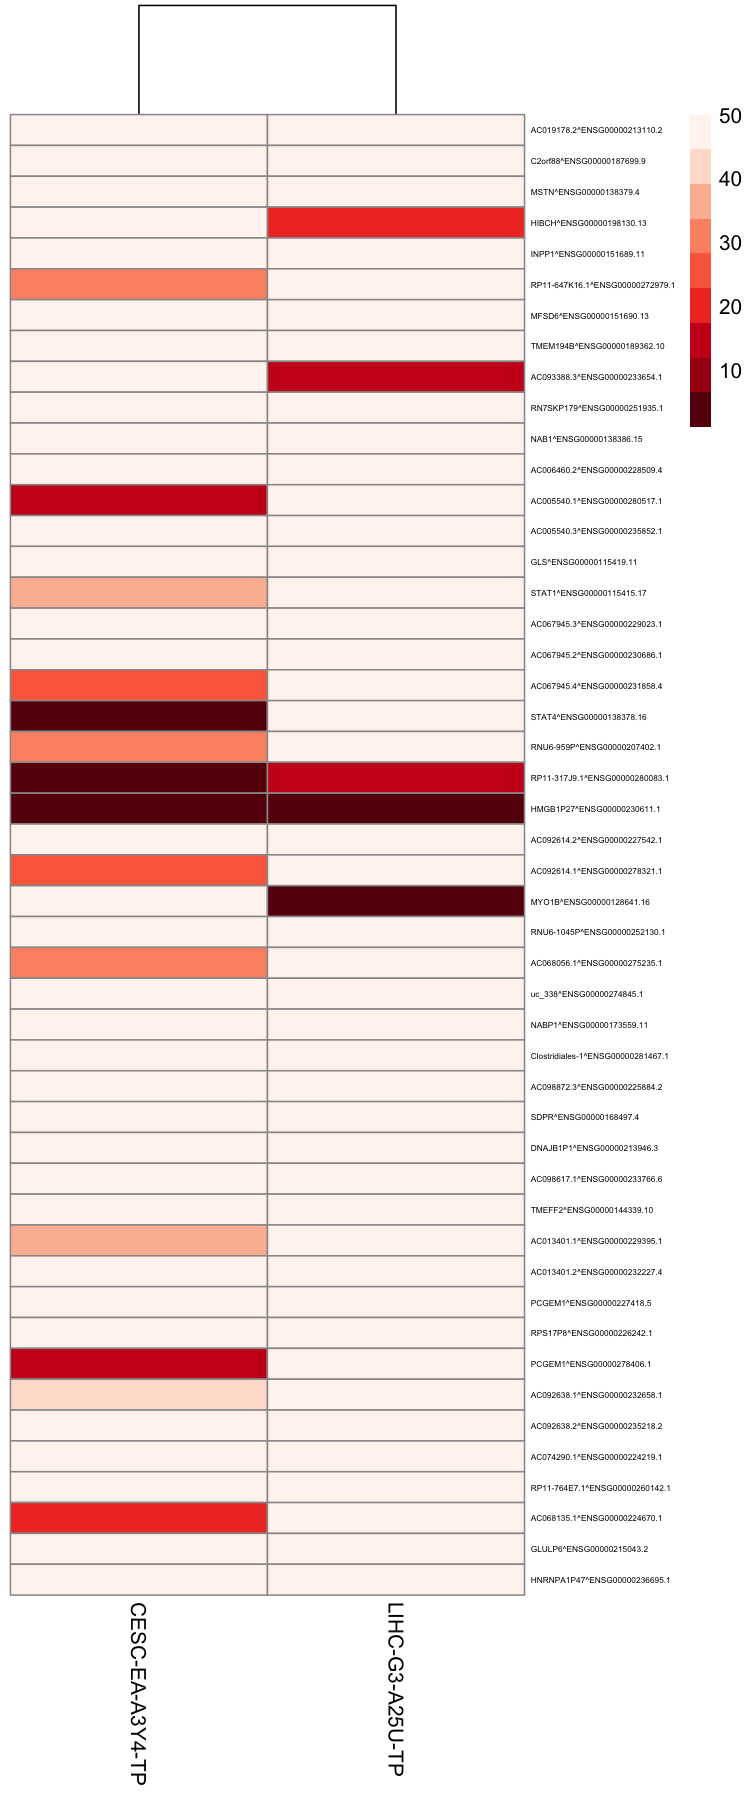 50
40
30
20
10
AC019178.2^ENSG00000213110.2
C2orf88^ENSG00000187699.9
MSTN^ENSG00000138379.4
HIBCH^ENSG00000198130.13
INPP1^ENSG00000151689.11
RP11-647K16.1^ENSG00000272979.1
MFSD6^ENSG00000151690.13
TMEM194B^ENSG00000189362.10
AC093388.3^ENSG00000233654.1
RN7SKP179^ENSG00000251935.1
NAB1^ENSG00000138386.15
AC006460.2^ENSG00000228509.4
AC005540.1^ENSG00000280517.1
AC005540.3^ENSG00000235852.1
GLS^ENSG00000115419.11
STAT1^ENSG00000115415.17
AC067945.3^ENSG00000229023.1
AC067945.2^ENSG00000230686.1
AC067945.4^ENSG00000231858.4
STAT4^ENSG00000138378.16
RNU6-959P^ENSG00000207402.1
RP11-317J9.1^ENSG00000280083.1
HMGB1P27^ENSG00000230611.1
AC092614.2^ENSG00000227542.1
AC092614.1^ENSG00000278321.1
MYO1B^ENSG00000128641.16
RNU6-1045P^ENSG00000252130.1
AC068056.1^ENSG00000275235.1
uc_338^ENSG00000274845.1
NABP1^ENSG00000173559.11
Clostridiales-1^ENSG00000281467.1
AC098872.3^ENSG00000225884.2
SDPR^ENSG00000168497.4
DNAJB1P1^ENSG00000213946.3
AC098617.1^ENSG00000233766.6
TMEFF2^ENSG00000144339.10
AC013401.1^ENSG00000229395.1
AC013401.2^ENSG00000232227.4
PCGEM1^ENSG00000227418.5
RPS17P8^ENSG00000226242.1
PCGEM1^ENSG00000278406.1
AC092638.1^ENSG00000232658.1
AC092638.2^ENSG00000235218.2
AC074290.1^ENSG00000224219.1
RP11-764E7.1^ENSG00000260142.1
AC068135.1^ENSG00000224670.1
GLULP6^ENSG00000215043.2
HNRNPA1P47^ENSG00000236695.1
CESC-EA-A3Y4-TP
LIHC-G3-A25U-TP